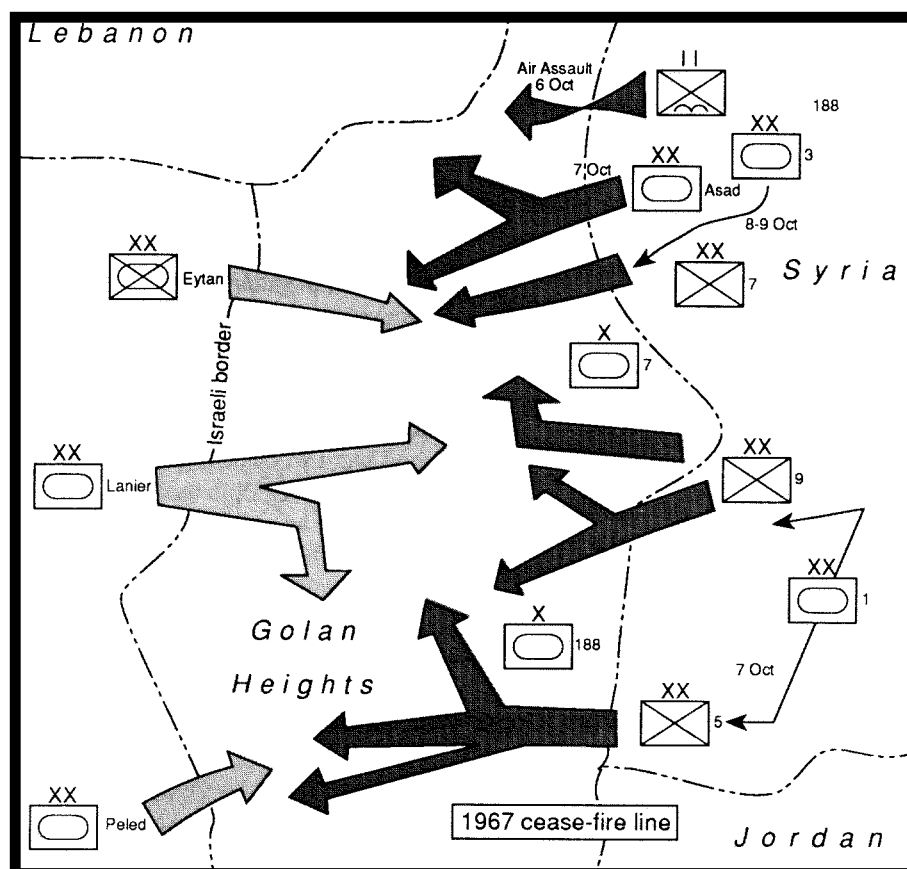 Lebanon
II
Air Assault
6 Oct
188
XX
3
XX
7 Oct
Asad
8-9 Oct
XX
Eytan
XX
7
Syria
Israeli border
X
7
XX
Lanier
XX
9
XX
1
Golan
Heights
X
188
7 Oct
XX
5
XX
Peled
1967 cease-fire line
Jordan